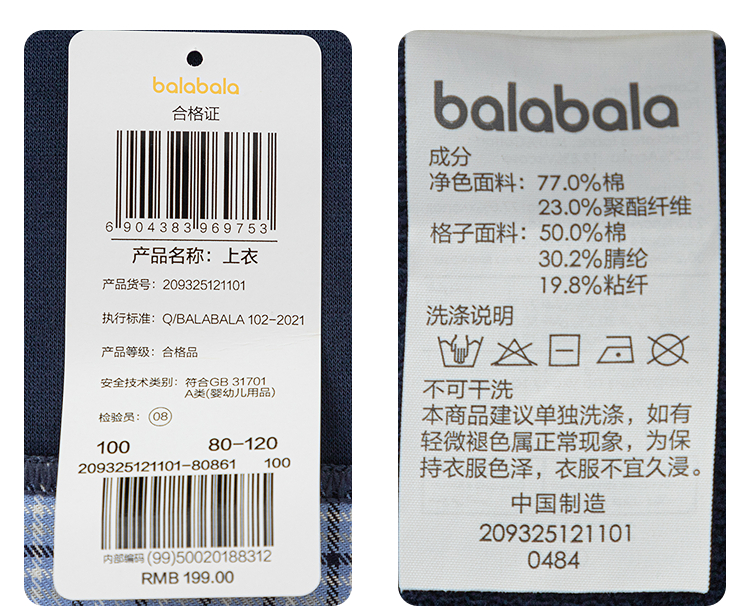 balabala
合格证
6 904383 969753
产品名称：上衣
产品货号：209325121101
执行标准：Q/BALABALA 102-2021
产品等级：合格品
安全技术类别：符合GB 31701
A类(婴幼儿用品)
检验员：08
100 80-120
209325121101-80861 100
内部编码 (99)50020188312
RMB 199.00
balabala
成分
净色面料：77.0%棉
23.0%聚酯纤维
格子面料：50.0%棉
30.2%腈纶
19.8%粘纤
洗涤说明
不可干洗
本商品建议单独洗涤，如有
轻微褪色属正常现象，为保
持衣服色泽，衣服不宜久浸。
中国制造
209325121101
0484